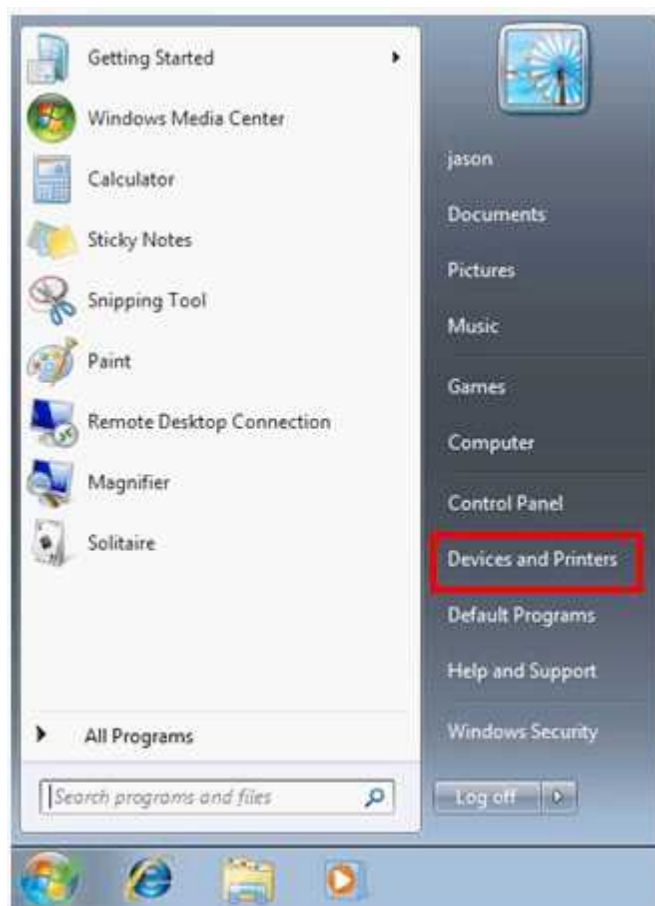 Getting Started
Windows Media Center
Calculator
Sticky Notes
Snipping Tool
Paint
Remote Desktop Connection
Magnifier
Solitaire
All Programs
Search programs and files
jason
Documents
Pictures
Music
Games
Computer
Control Panel
Devices and Printers
Default Programs
Help and Support
Windows Security
Log off